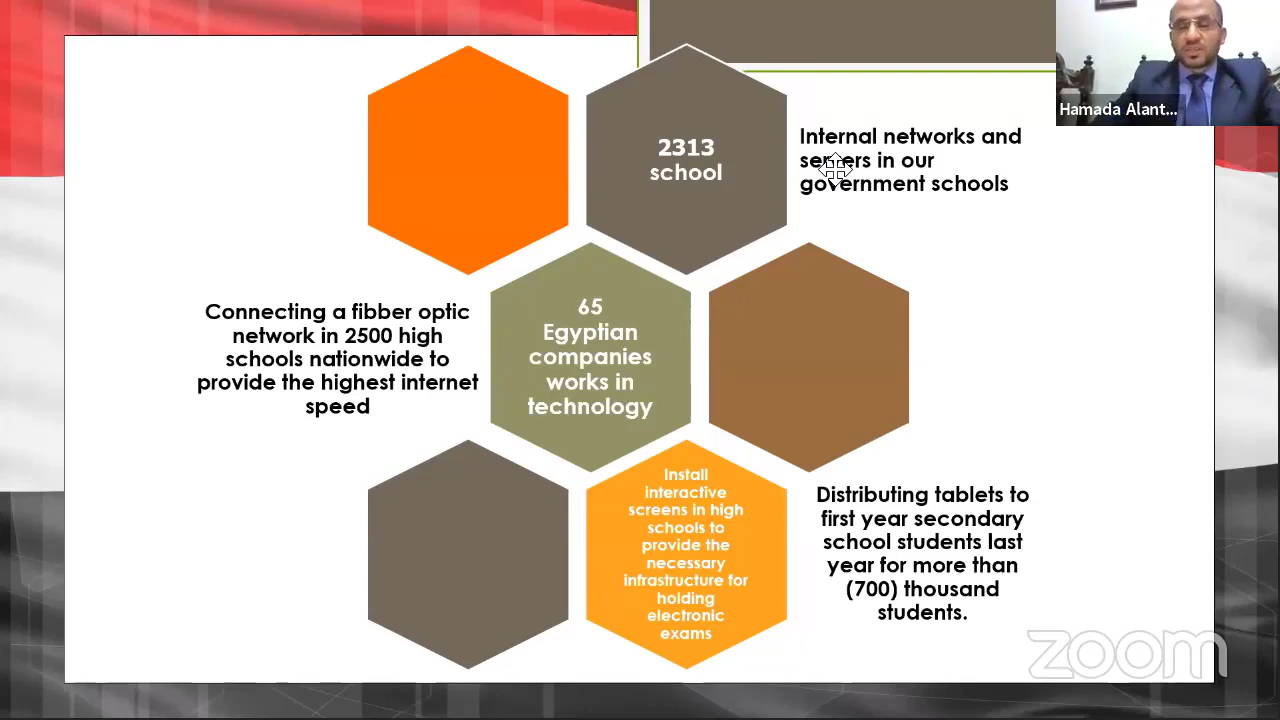 2313
school
Internal networks and
servers in our
government schools
Hamada Alant...
Connecting a fibber optic
network in 2500 high
schools nationwide to
provide the highest internet
speed
65
Egyptian
companies
works in
technology
Install
interactive
screens in high
schools to
provide the
necessary
infrastructure for
holding
electronic
exams
Distributing tablets to
first year secondary
school students last
year for more than
(700) thousand
students.
zoom